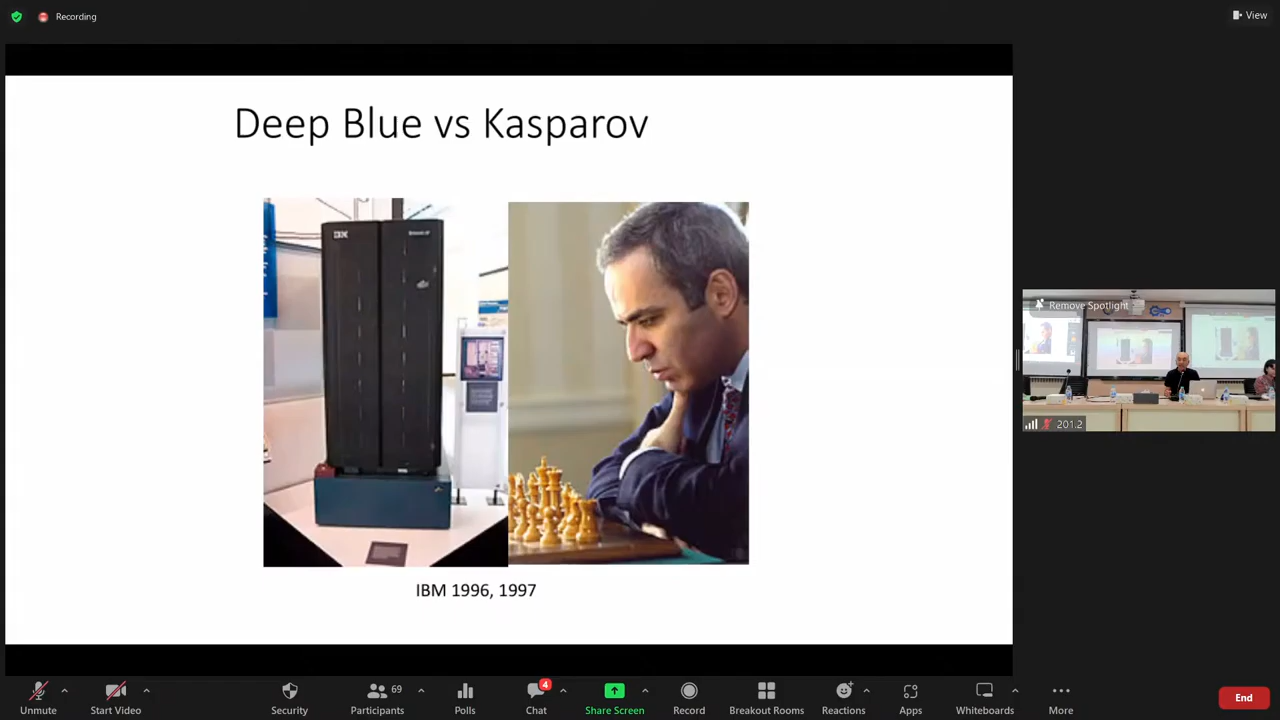 Recording
View
Deep Blue vs Kasparov
IBM 1996, 1997
Remove Spotlight
201.2
Unmute
Start Video
Security
69
Participants
Polls
4
Chat
Share Screen
Record
Breakout Rooms
Reactions
Apps
Whiteboards
More
End